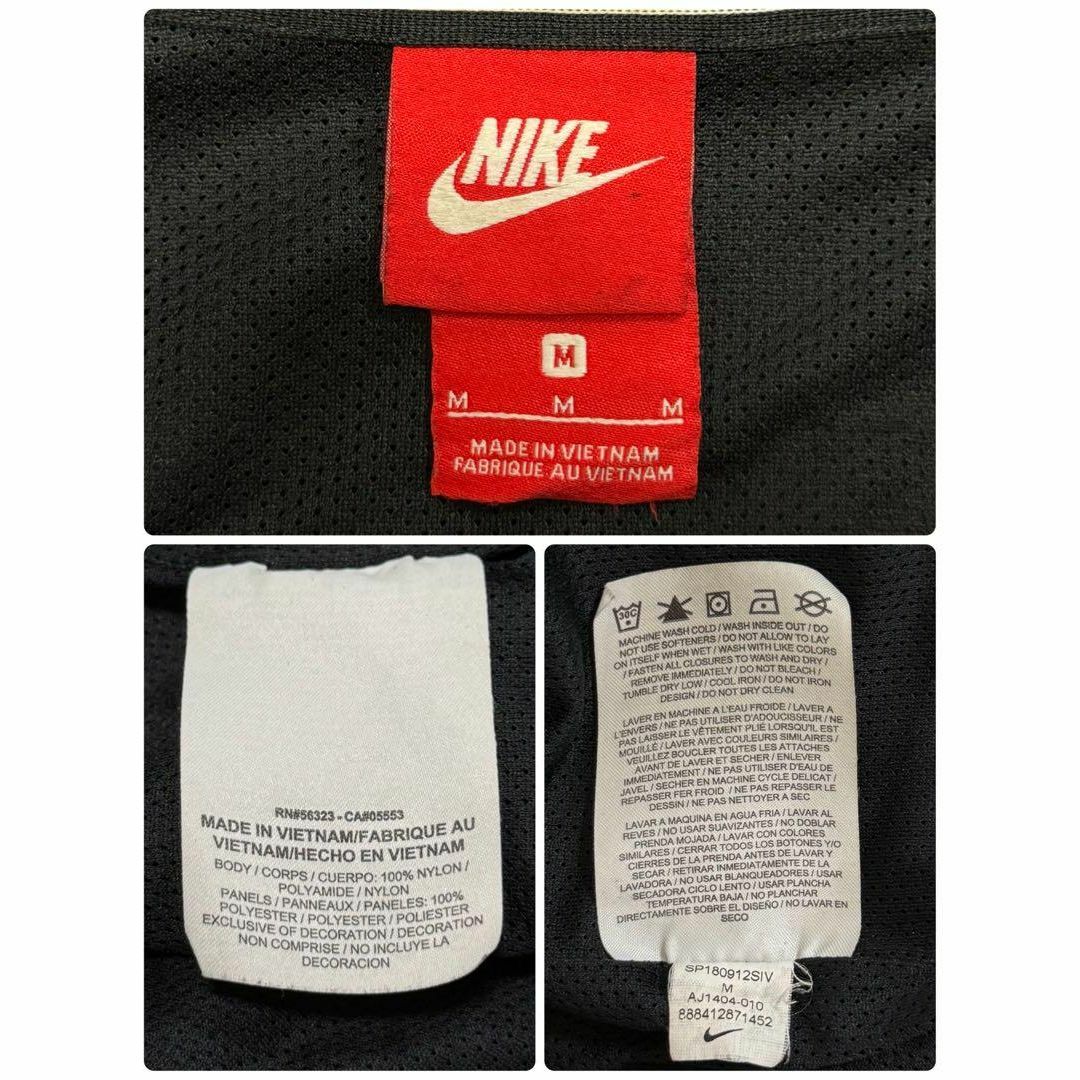 NIKE
M
M M M
MADE IN VIETNAM
FABRIQUE AU VIETNAM
RN#56323 - CA#05553
MADE IN VIETNAM/FABRIQUE AU
VIETNAM/HECHO EN VIETNAM
BODY / CORPS / CUERPO: 100% NYLON /
POLYAMIDE / NYLON
PANELS / PANNEAUX / PANELES: 100%
POLYESTER / POLYESTER / POLIESTER
EXCLUSIVE OF DECORATION / DECORATION
NON COMPRISE / NO INCLUYE LA
DECORACION
30C
MACHINE WASH COLD / WASH INSIDE OUT / DO
NOT USE SOFTENERS / DO NOT ALLOW TO LAY
ON ITSELF WHEN WET / WASH WITH LIKE COLORS
/ FASTEN ALL CLOSURES TO WASH AND DRY /
REMOVE IMMEDIATELY / DO NOT BLEACH /
TUMBLE DRY LOW / COOL IRON / DO NOT IRON
DESIGN / DO NOT DRY CLEAN
LAVER EN MACHINE A L'EAU FROIDE / LAVER A
L'ENVERS / NE PAS UTILISER D'ADOUCISSEUR / NE
PAS LAISSER LE VÊTEMENT PLIÉ LORSQU'IL EST
MOUILLÉ / LAVER AVEC COULEURS SIMILAIRES /
VEUILLEZ BOUCLER TOUTES LES ATTACHES
AVANT DE LAVER ET SECHER / ENLEVER
IMMEDIATEMENT / NE PAS UTILISER D'EAU DE
JAVEL / SECHER EN MACHINE CYCLE DELICAT /
REPASSER FER FROID / NE PAS REPASSER LE
DESSIN / NE PAS NETTOYER A SEC
LAVAR A MAQUINA EN AGUA FRIA / LAVAR AL
REVES / NO USAR SUAVIZANTES / NO DOBLAR
PRENDA MOJADA / LAVAR CON COLORES
SIMILARES / CERRAR TODOS LOS BOTONES Y/O
CIERRES DE LA PRENDA ANTES DE LAVAR Y
SECAR / RETIRAR INMEDIATAMENTE DE LA
LAVADORA / NO USAR BLANQUEADORES / USAR
SECADORA CICLO LENTO / USAR PLANCHA
TEMPERATURA BAJA / NO PLANCHAR
DIRECTAMENTE SOBRE EL DISEÑO / NO LAVAR EN
SECO
SP180912SIV
M
AJ1404-010
888412871452